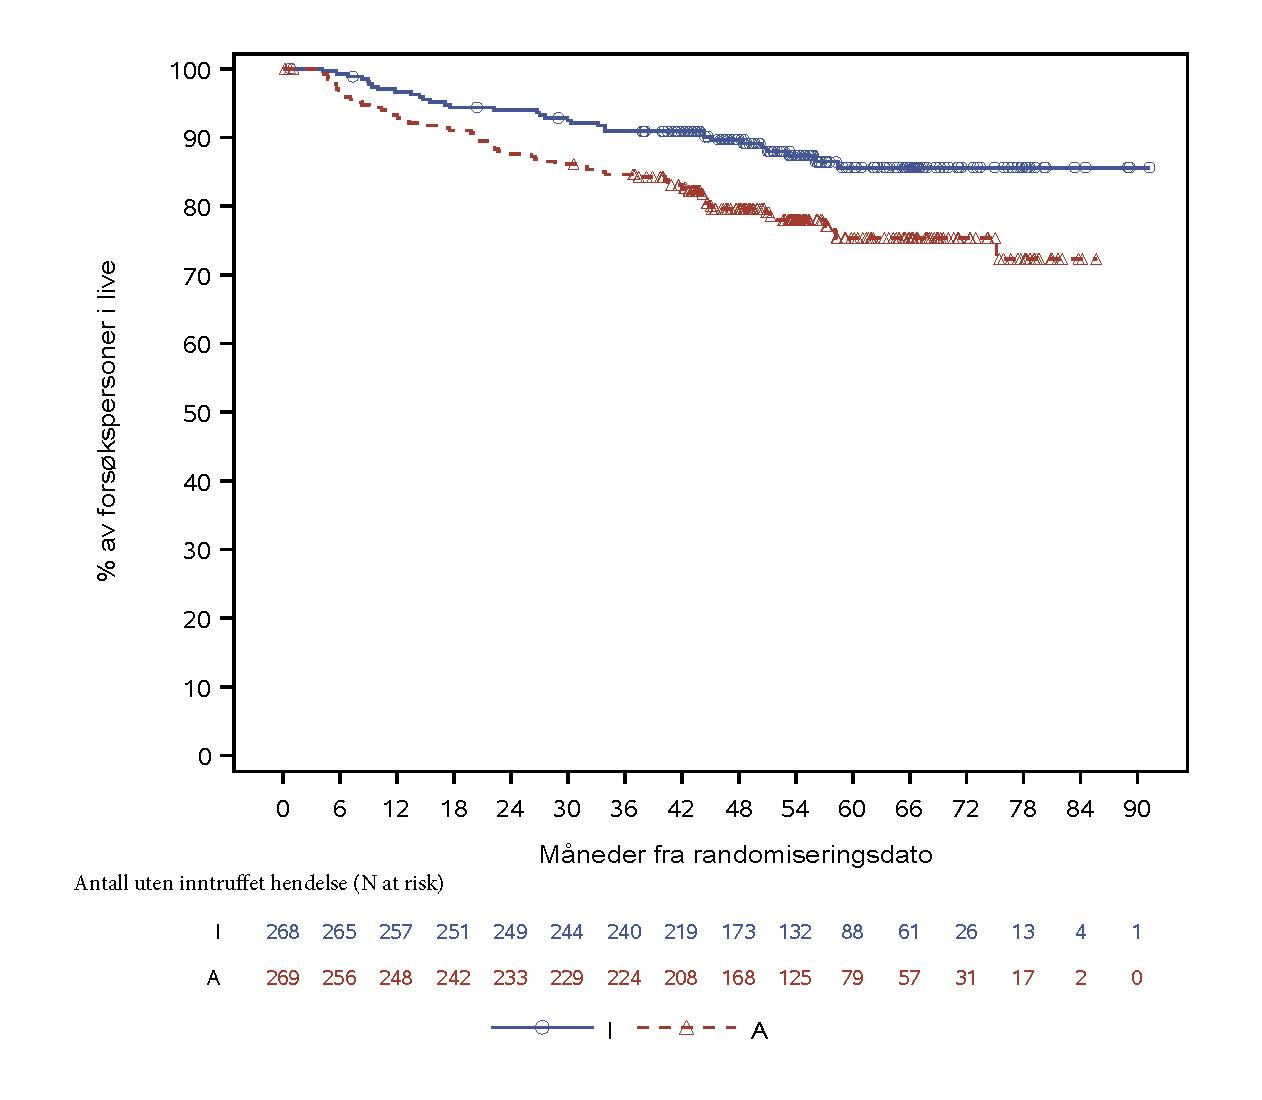 % av forsøkspersoner i live
100
90
80
70
60
50
40
30
20
10
0
0 6 12 18 24 30 36 42 48 54 60 66 72 78 84 90
Måneder fra randomiseringsdato
Antall uten inntruffet hendelse (N at risk)
I 268 265 257 251 249 244 240 219 173 132 88 61 26 13 4 1
A 269 256 248 242 233 229 224 208 168 125 79 57 31 17 2 0
I A